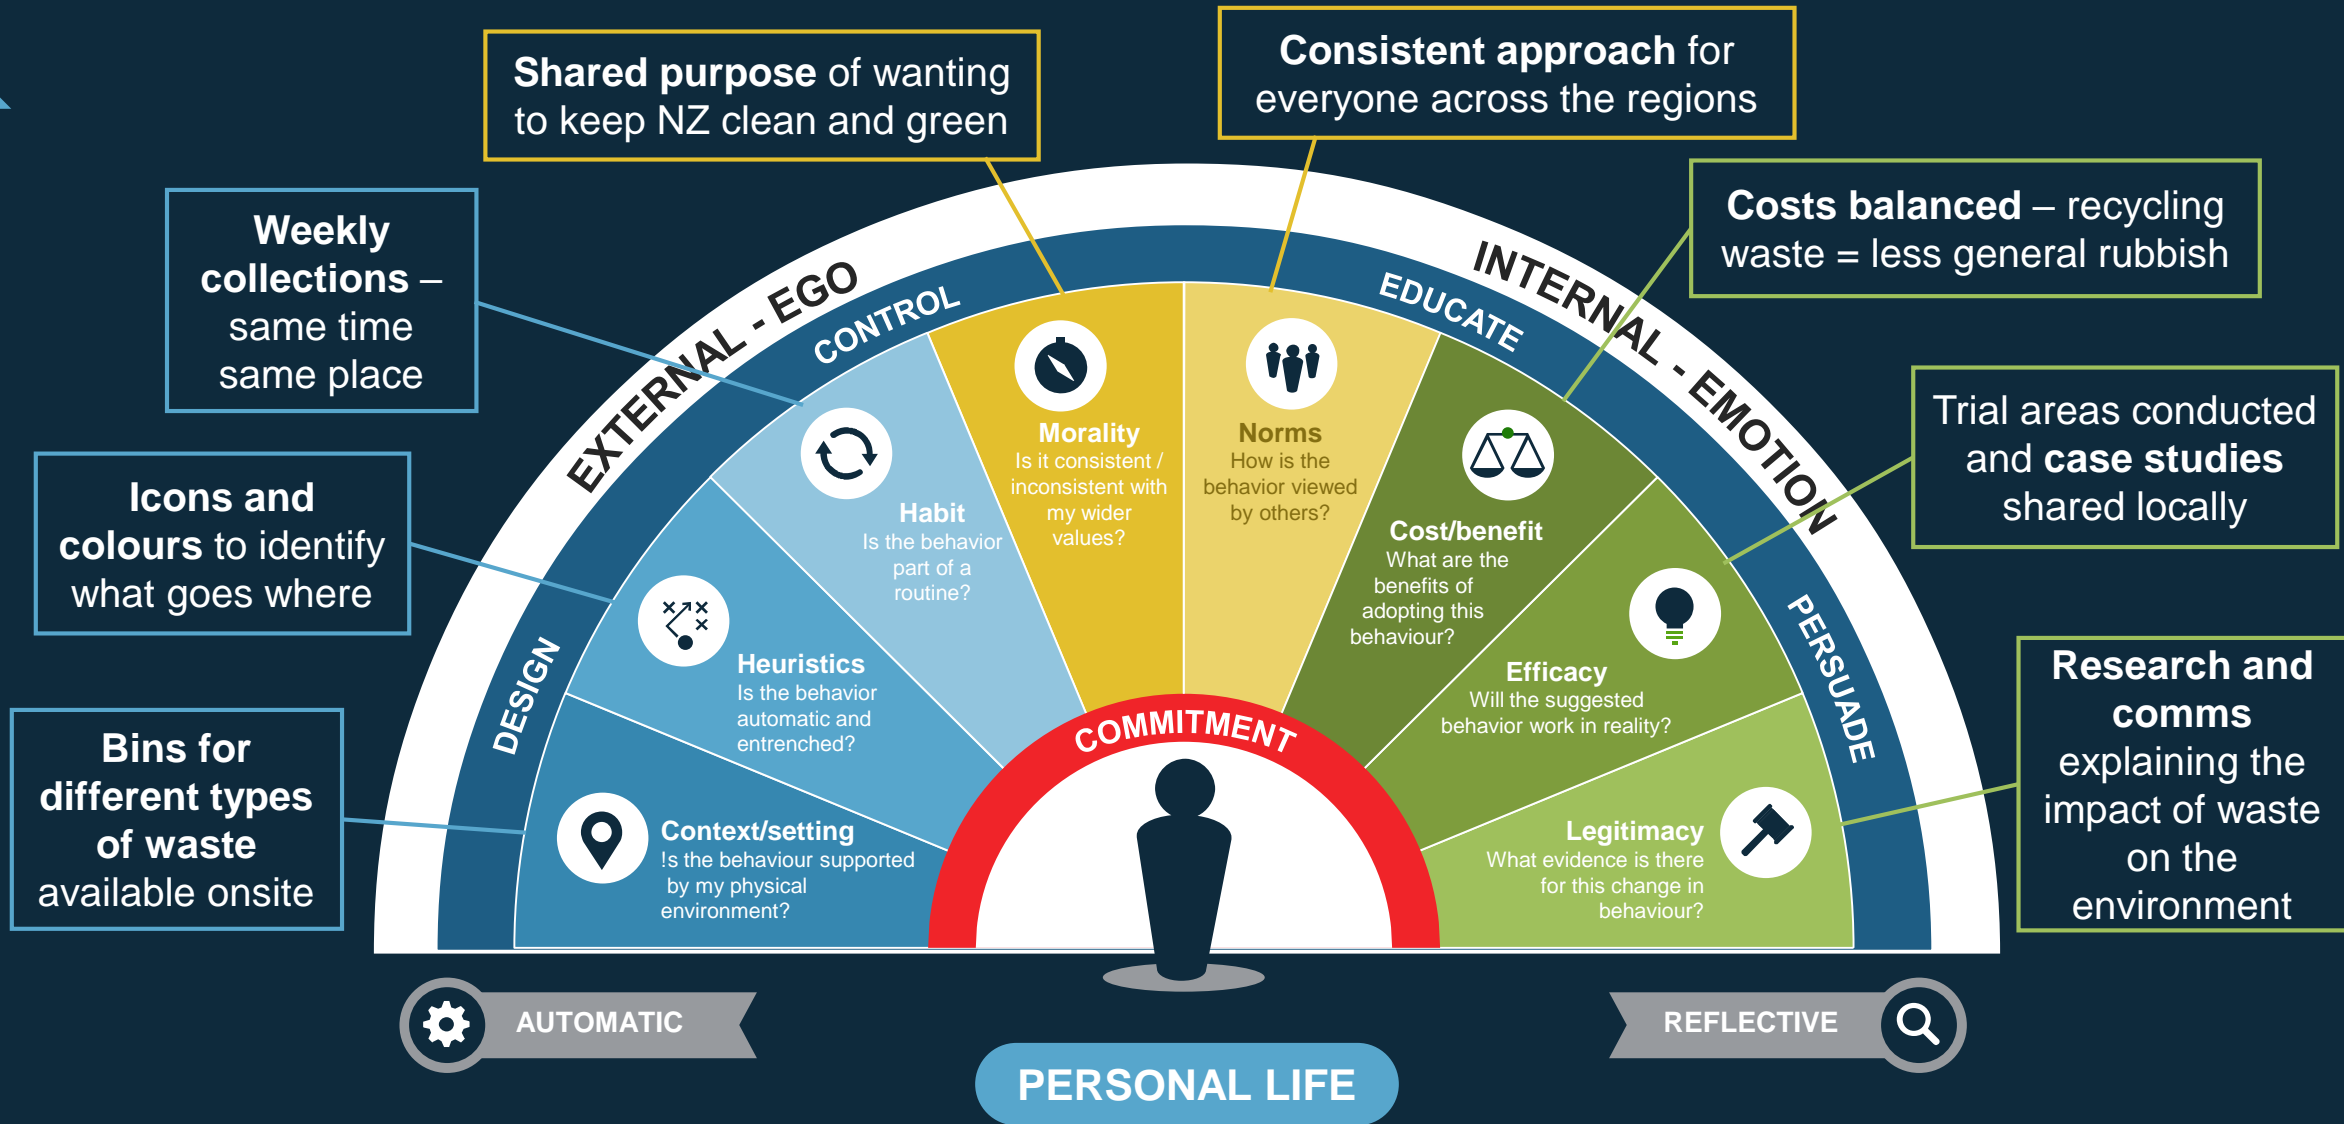 Shared purpose of wanting
to keep NZ clean and green
Consistent approach for
everyone across the regions
Weekly
collections –
same time
same place
Costs balanced – recycling
waste = less general rubbish
Icons and
colours to identify
what goes where
Trial areas conducted
and case studies
shared locally
Bins for
different types
of waste
available onsite
Research and
comms
explaining the
impact of waste
on the
environment
EXTERNAL - EGO
INTERNAL - EMOTION
DESIGN
CONTROL
EDUCATE
PERSUADE
Context/setting
!s the behaviour supported
by my physical
environment?
Heuristics
Is the behavior
automatic and
entrenched?
Habit
Is the behavior
part of a
routine?
Morality
Is it consistent /
inconsistent with
my wider
values?
Norms
How is the
behavior viewed
by others?
Cost/benefit
What are the
benefits of
adopting this
behaviour?
Efficacy
Will the suggested
behavior work in reality?
Legitimacy
What evidence is there
for this change in
behaviour?
COMMITMENT
AUTOMATIC
REFLECTIVE
PERSONAL LIFE